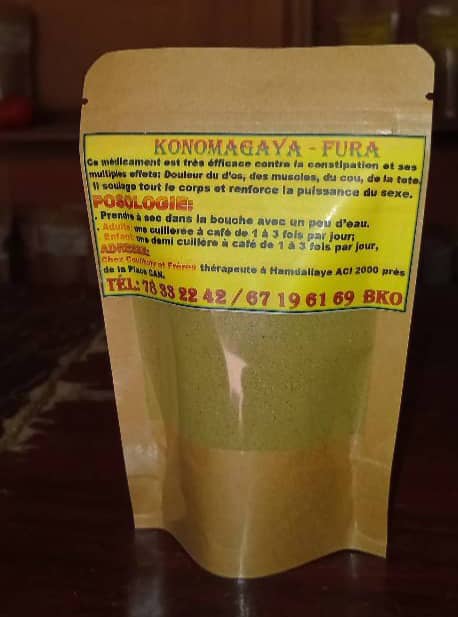 KONOMAGAYA - FURA
Ce médicament est très éfficace contre la constipation et ses
multiples effets: Douleur du d'os, des muscles, du cou, de la tete.
Il soulage tout le corps et renforce la puissance du sexe.
POSOLOGIE:
. Prendre à sec dans la bouche avec un peu d'eau.
. Adulte une cuilleree à café de 1 à 3 fois par jour;
. Enfant une demi cuillère à café de 1 à 3 fois par jour,
ADRESSE:
Chez Coulibaly et Frères thérapeute à Hamdallaye ACI 2000 près
de la Place CAN.
TÉL: 78 33 22 42 / 67 19 61 69 BKO